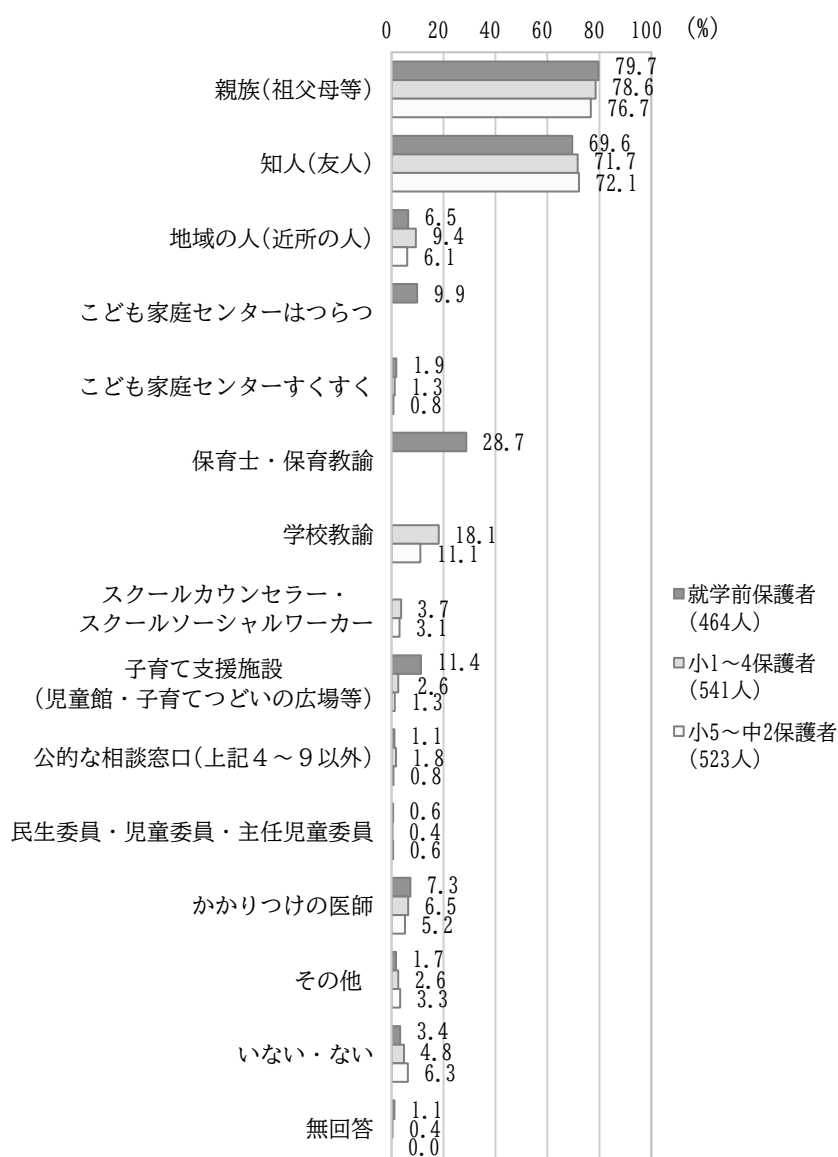 0 20 40 60 80 100 (%)
親族(祖父母等)
79.7
78.6
76.7
知人(友人)
69.6
71.7
72.1
地域の人(近所の人)
6.5
9.4
6.1
こども家庭センターはつらつ
9.9
こども家庭センターすくすく
1.9
1.3
0.8
保育士・保育教諭
28.7
学校教諭
18.1
11.1
スクールカウンセラー・
スクールソーシャルワーカー
3.7
3.1
子育て支援施設
(児童館・子育てつどいの広場等)
11.4
2.6
1.3
公的な相談窓口(上記４～９以外)
1.1
1.8
0.8
民生委員・児童委員・主任児童委員
0.6
0.4
0.6
かかりつけの医師
7.3
6.5
5.2
その他
1.7
2.6
3.3
いない・ない
3.4
4.8
6.3
無回答
1.1
0.4
0.0
就学前保護者
(464人)
小1～4保護者
(541人)
小5～中2保護者
(523人)